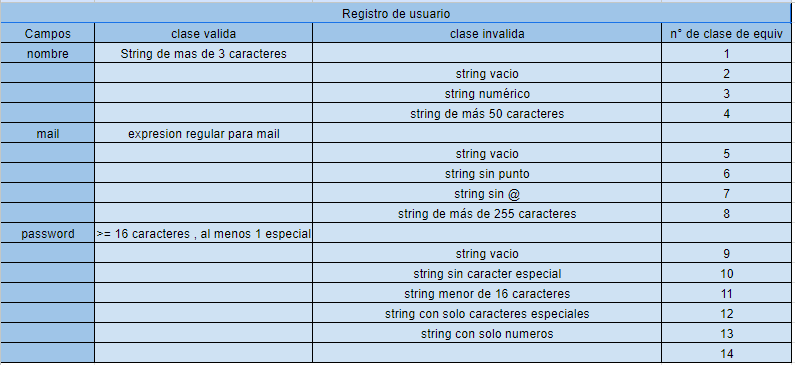 Registro de usuario
Campos clase valida clase invalida n° de clase de equiv
nombre String de mas de 3 caracteres 1
string vacio 2
string numérico 3
string de más 50 caracteres 4
mail expresion regular para mail
string vacio 5
string sin punto 6
string sin @ 7
string de más de 255 caracteres 8
password >= 16 caracteres , al menos 1 especial
string vacio 9
string sin caracter especial 10
string menor de 16 caracteres 11
string con solo caracteres especiales 12
string con solo numeros 13
14